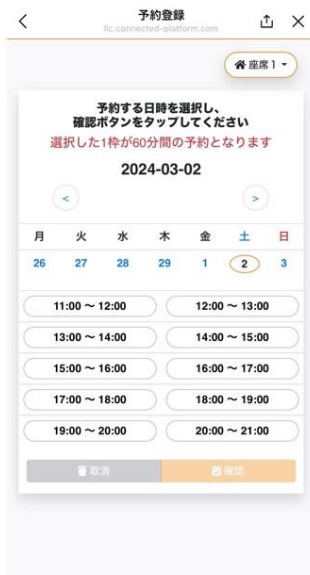 予約登録
llc.connected-platform.com
座席 1
予約する日時を選択し、
確認ボタンをタップしてください
選択した1枠が60分間の予約となります
2024-03-02
< >
月 火 水 木 金 土 日
26 27 28 29 1 2 3
11:00 〜 12:00 12:00 〜 13:00
13:00 〜 14:00 14:00 〜 15:00
15:00 〜 16:00 16:00 〜 17:00
17:00 〜 18:00 18:00 〜 19:00
19:00 〜 20:00 20:00 〜 21:00
取消 確認